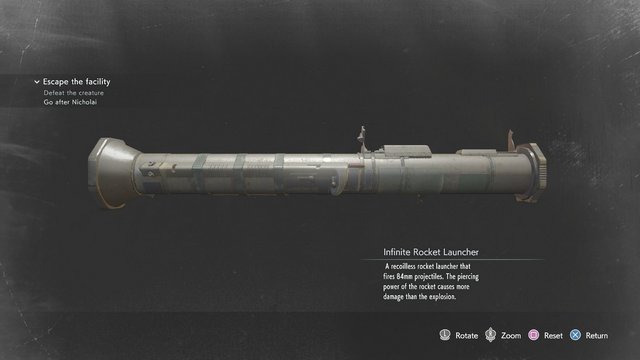 Escape the facility
Defeat the creature
Go after Nicholai
Infinite Rocket Launcher
A recoilless rocket launcher that
fires 84mm projectiles. The piercing
power of the rocket causes more
damage than the explosion.
L Rotate R Zoom Reset Return